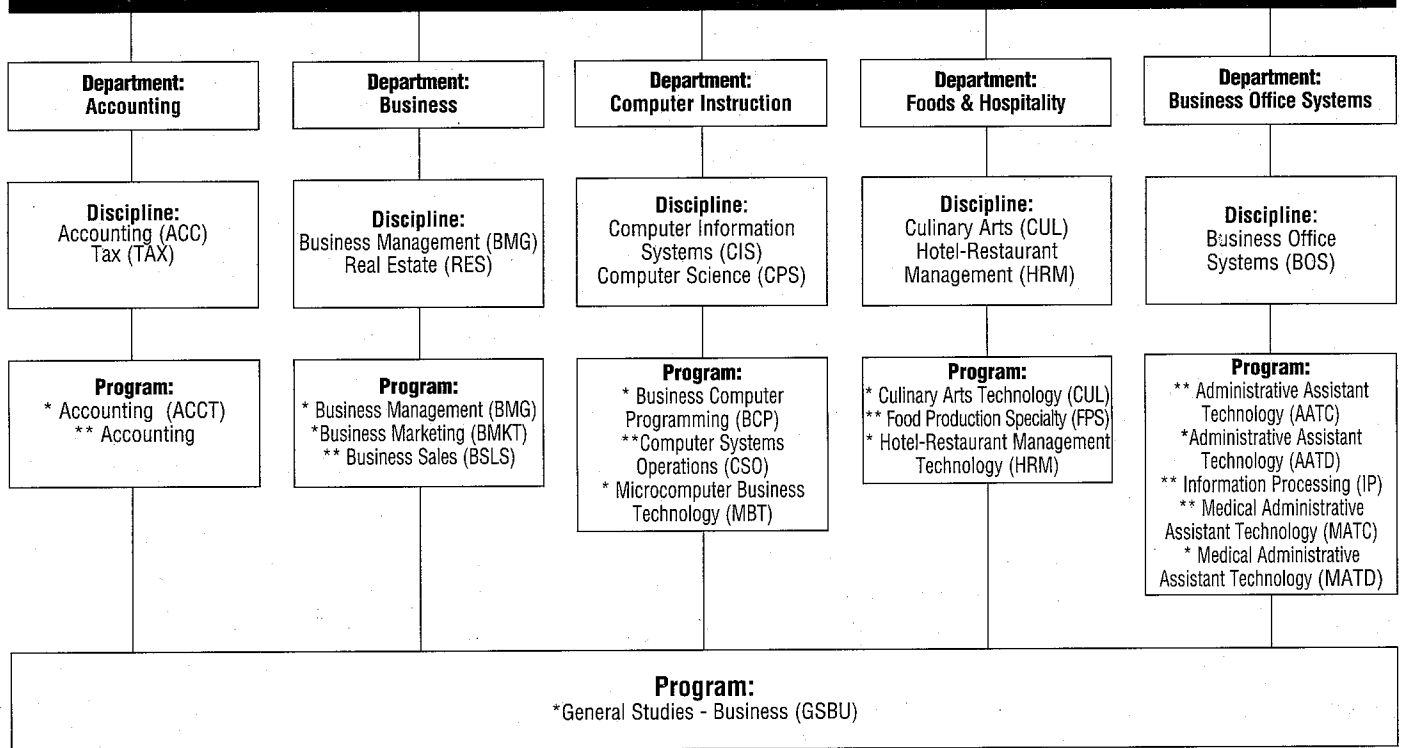 Department:
Accounting
Department:
Business
Department:
Computer Instruction
Department:
Foods & Hospitality
Department:
Business Office Systems
Discipline:
Accounting (ACC)
Tax (TAX)
Discipline:
Business Management (BMG)
Real Estate (RES)
Discipline:
Computer Information
Systems (CIS)
Computer Science (CPS)
Discipline:
Culinary Arts (CUL)
Hotel-Restaurant
Management (HRM)
Discipline:
Business Office
Systems (BOS)
Program:
* Accounting (ACCT)
** Accounting
Program:
* Business Management (BMG)
*Business Marketing (BMKT)
** Business Sales (BSLS)
Program:
* Business Computer
Programming (BCP)
**Computer Systems
Operations (CSO)
* Microcomputer Business
Technology (MBT)
Program:
* Culinary Arts Technology (CUL)
** Food Production Specialty (FPS)
* Hotel-Restaurant Management
Technology (HRM)
Program:
** Administrative Assistant
Technology (AATC)
*Administrative Assistant
Technology (AATD)
** Information Processing (IP)
** Medical Administrative
Assistant Technology (MATC)
* Medical Administrative
Assistant Technology (MATD)
Program:
*General Studies - Business (GSBU)